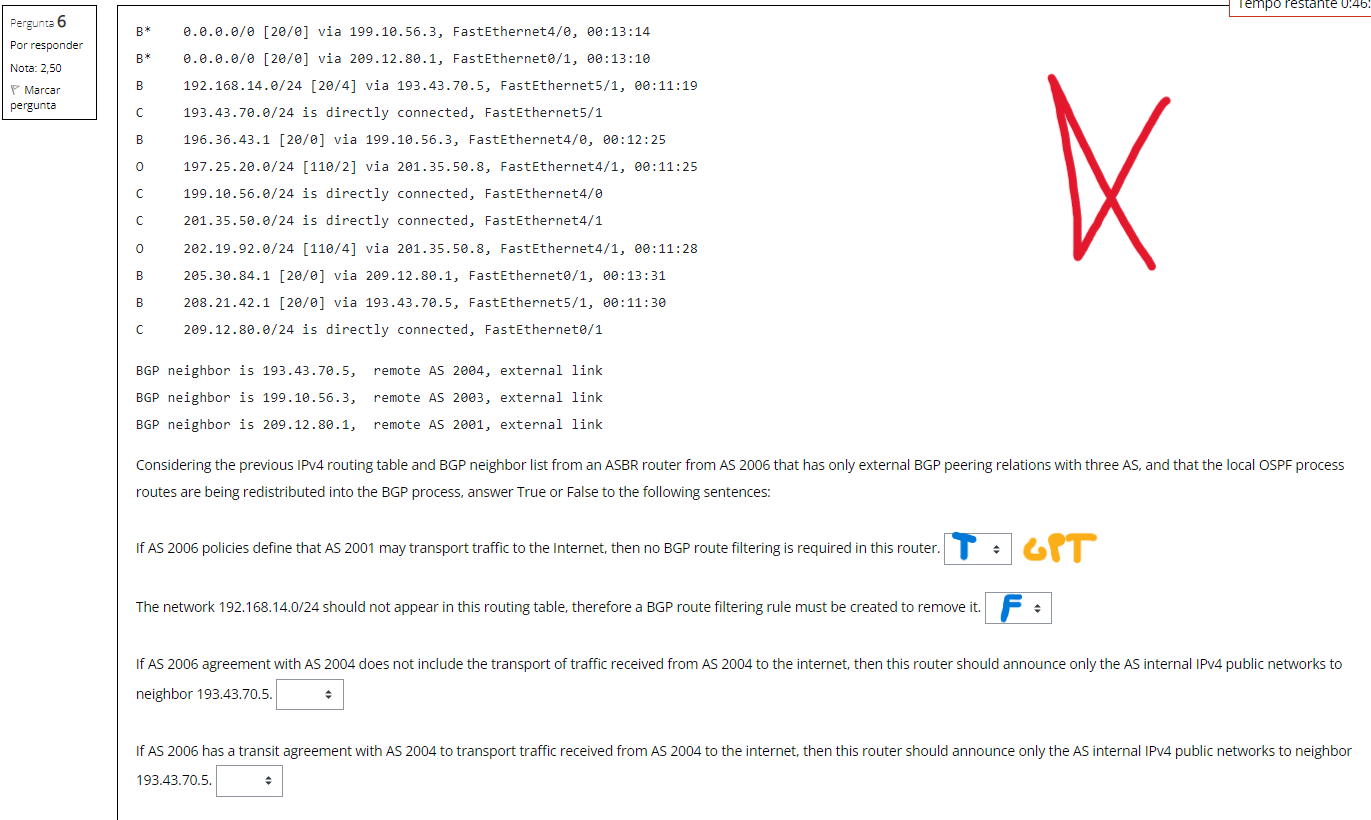 Tempo restante 0:46:
Pergunta 6
Por responder
Nota: 2,50
Marcar
pergunta
B* 0.0.0.0/0 [20/0] via 199.10.56.3, FastEthernet4/0, 00:13:14
B* 0.0.0.0/0 [20/0] via 209.12.80.1, FastEthernet0/1, 00:13:10
B 192.168.14.0/24 [20/4] via 193.43.70.5, FastEthernet5/1, 00:11:19
C 193.43.70.0/24 is directly connected, FastEthernet5/1
B 196.36.43.1 [20/0] via 199.10.56.3, FastEthernet4/0, 00:12:25
O 197.25.20.0/24 [110/2] via 201.35.50.8, FastEthernet4/1, 00:11:25
C 199.10.56.0/24 is directly connected, FastEthernet4/0
C 201.35.50.0/24 is directly connected, FastEthernet4/1
O 202.19.92.0/24 [110/4] via 201.35.50.8, FastEthernet4/1, 00:11:28
B 205.30.84.1 [20/0] via 209.12.80.1, FastEthernet0/1, 00:13:31
B 208.21.42.1 [20/0] via 193.43.70.5, FastEthernet5/1, 00:11:30
C 209.12.80.0/24 is directly connected, FastEthernet0/1
BGP neighbor is 193.43.70.5, remote AS 2004, external link
BGP neighbor is 199.10.56.3, remote AS 2003, external link
BGP neighbor is 209.12.80.1, remote AS 2001, external link
Considering the previous IPv4 routing table and BGP neighbor list from an ASBR router from AS 2006 that has only external BGP peering relations with three AS, and that the local OSPF process
routes are being redistributed into the BGP process, answer True or False to the following sentences:
If AS 2006 policies define that AS 2001 may transport traffic to the Internet, then no BGP route filtering is required in this router. T GPT
The network 192.168.14.0/24 should not appear in this routing table, therefore a BGP route filtering rule must be created to remove it. F
If AS 2006 agreement with AS 2004 does not include the transport of traffic received from AS 2004 to the internet, then this router should announce only the AS internal IPv4 public networks to
neighbor 193.43.70.5.
If AS 2006 has a transit agreement with AS 2004 to transport traffic received from AS 2004 to the internet, then this router should announce only the AS internal IPv4 public networks to neighbor
193.43.70.5.